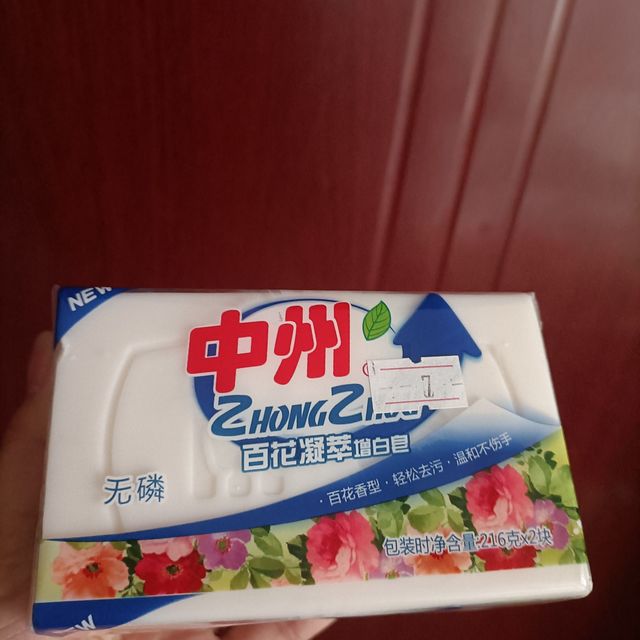 NEW
中州
ZHONGZHOU
7
百花凝萃增白皂
无磷
·百花香型·轻松去污·温和不伤手
包装时净含量:216克x2块